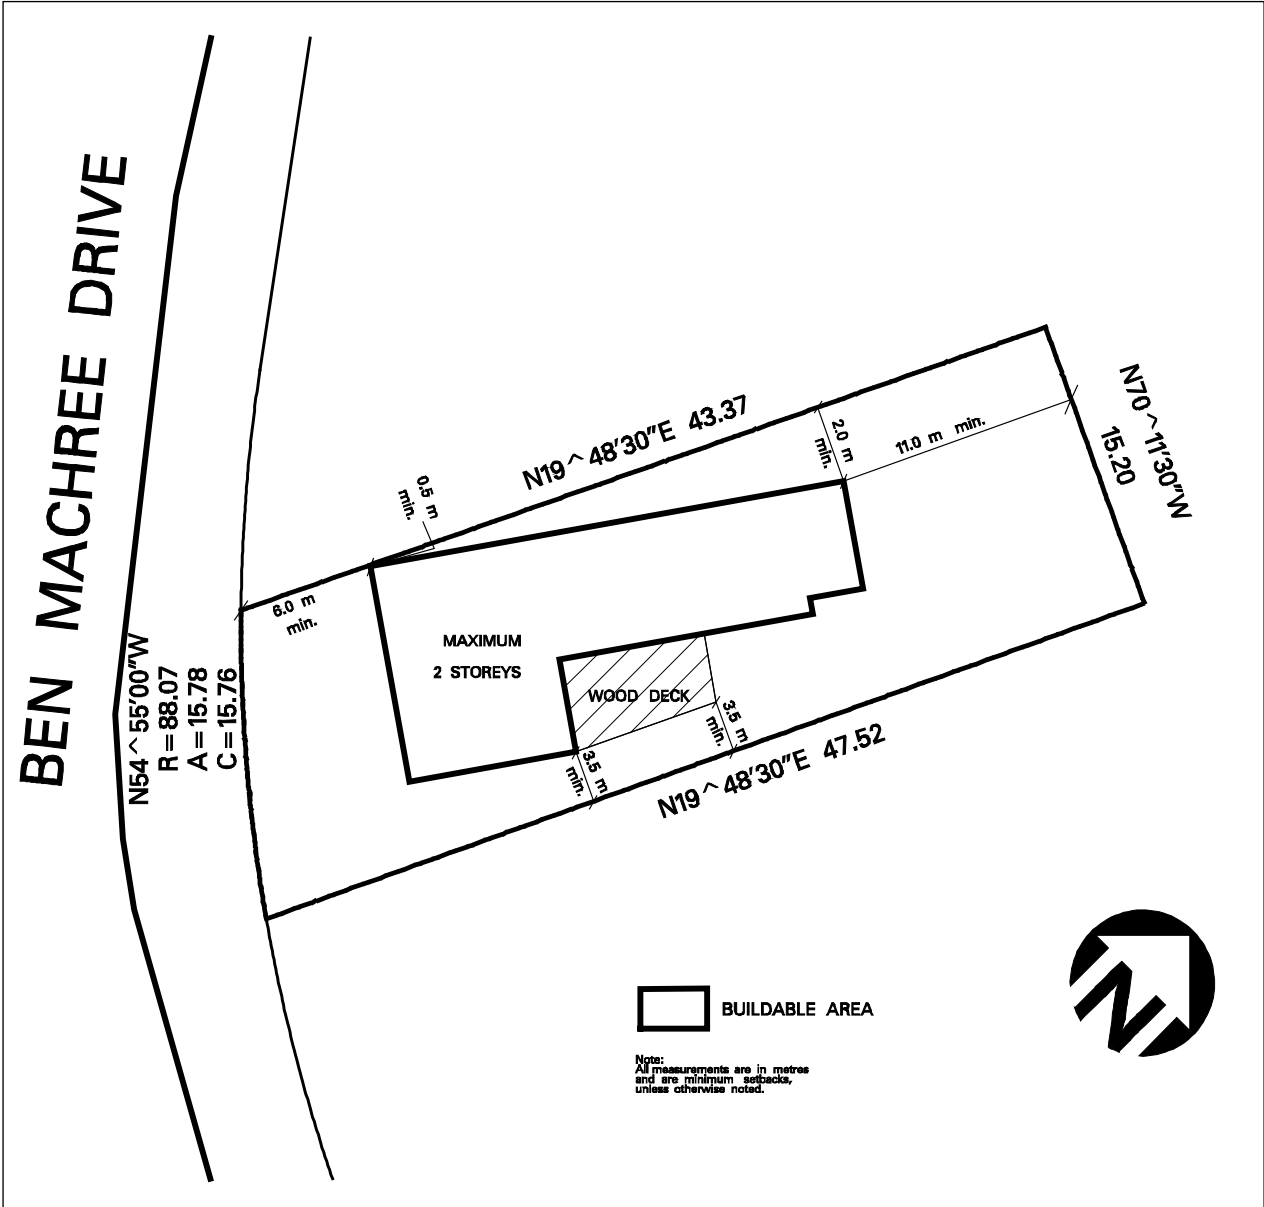 BEN MACHREE DRIVE
N54^55'00"W
R=88.07
A=15.78
C=15.76
N19^48'30"E 43.37
0.5 m
min.
2.0 m
min.
11.0 m min.
N70^11'30"W
15.20
6.0 m
min.
MAXIMUM
2 STOREYS
WOOD DECK
3.5 m
min.
3.5 m
min.
N19^48'30"E 47.52
N
BUILDABLE AREA
Note:
All measurements are in metres
and are minimum setbacks,
unless otherwise noted.